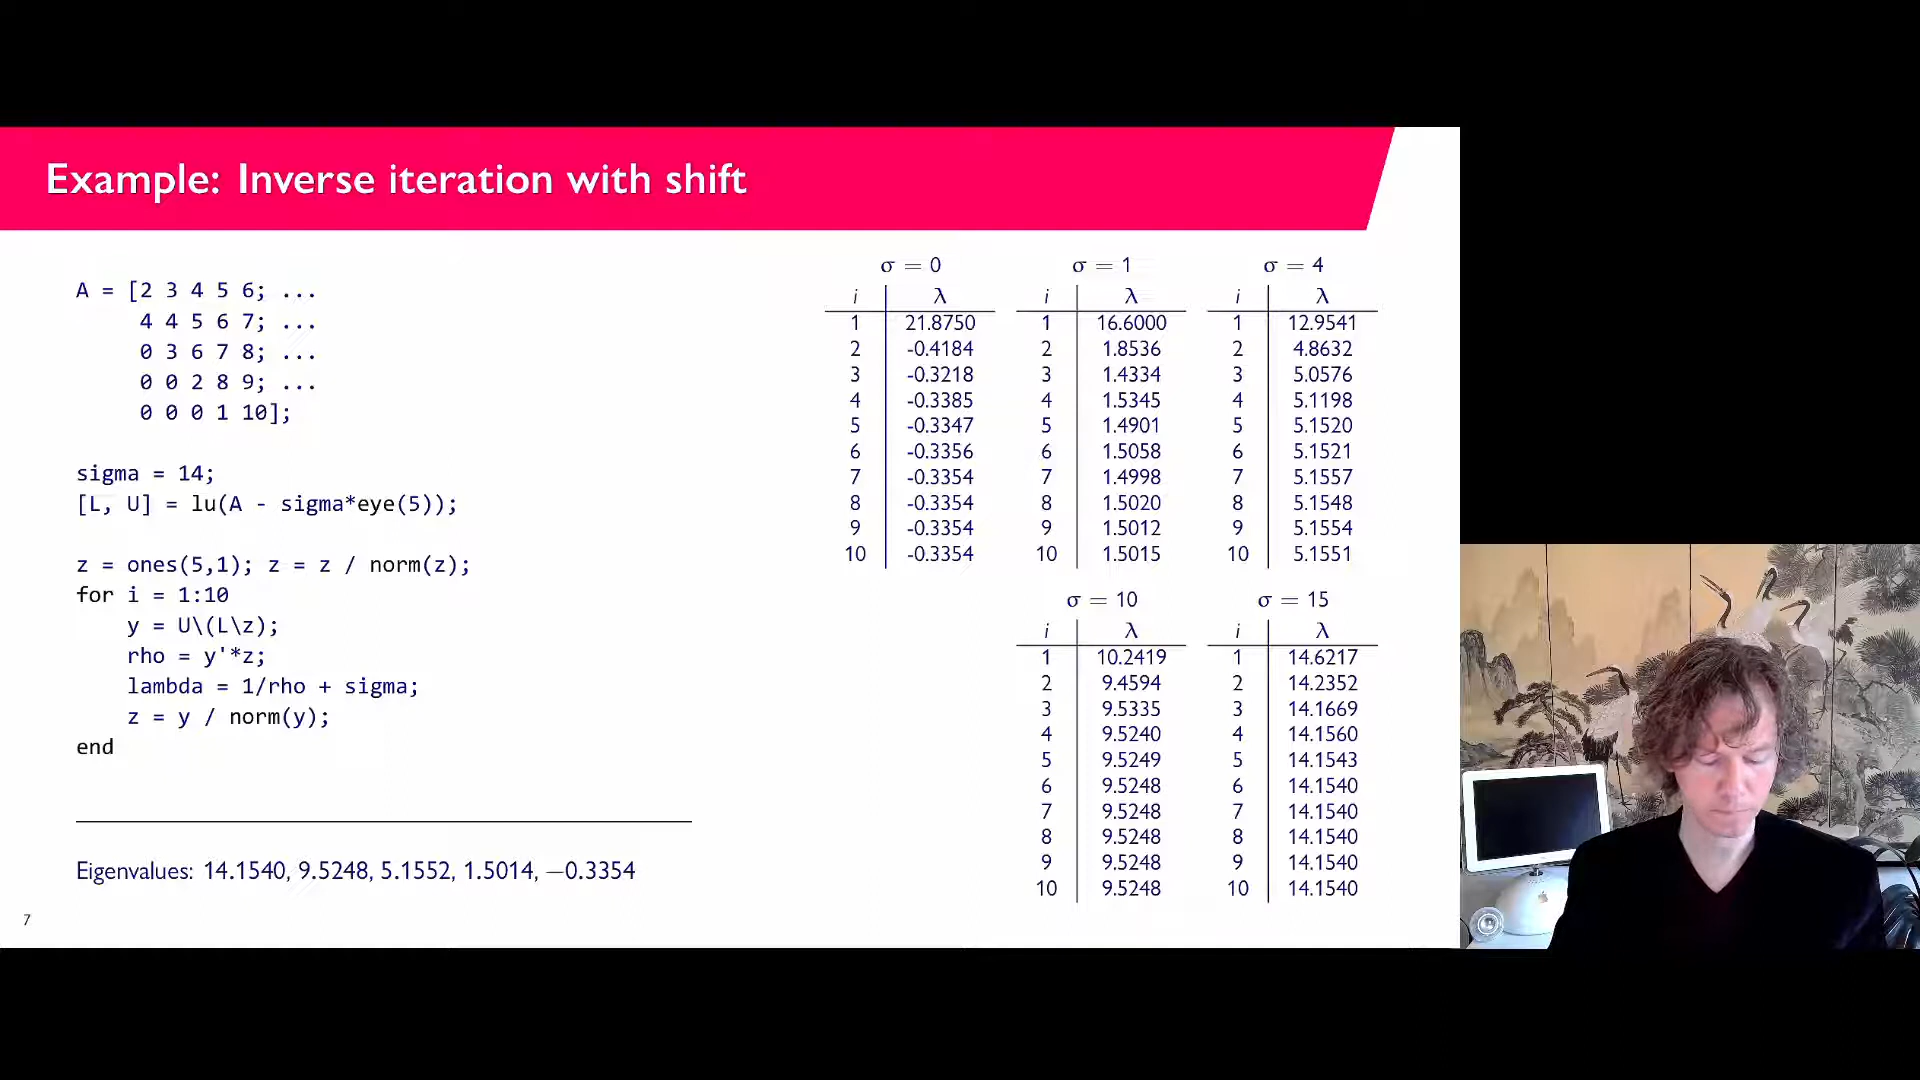 Example: Inverse iteration with shift
A = [2 3 4 5 6; ...
4 4 5 6 7; ...
0 3 6 7 8; ...
0 0 2 8 9; ...
0 0 0 1 10];
sigma = 14;
[L, U] = lu(A - sigma*eye(5));
z = ones(5,1); z = z / norm(z);
for i = 1:10
y = U\(L\z);
rho = y'*z;
lambda = 1/rho + sigma;
z = y / norm(y);
end
Eigenvalues: 14.1540, 9.5248, 5.1552, 1.5014, −0.3354
7
σ = 0
i λ
1 21.8750
2 -0.4184
3 -0.3218
4 -0.3385
5 -0.3347
6 -0.3356
7 -0.3354
8 -0.3354
9 -0.3354
10 -0.3354
σ = 1
i λ
1 16.6000
2 1.8536
3 1.4334
4 1.5345
5 1.4901
6 1.5058
7 1.4998
8 1.5020
9 1.5012
10 1.5015
σ = 4
i λ
1 12.9541
2 4.8632
3 5.0576
4 5.1198
5 5.1520
6 5.1521
7 5.1557
8 5.1548
9 5.1554
10 5.1551
σ = 10
i λ
1 10.2419
2 9.4594
3 9.5335
4 9.5240
5 9.5249
6 9.5248
7 9.5248
8 9.5248
9 9.5248
10 9.5248
σ = 15
i λ
1 14.6217
2 14.2352
3 14.1669
4 14.1560
5 14.1543
6 14.1540
7 14.1540
8 14.1540
9 14.1540
10 14.1540